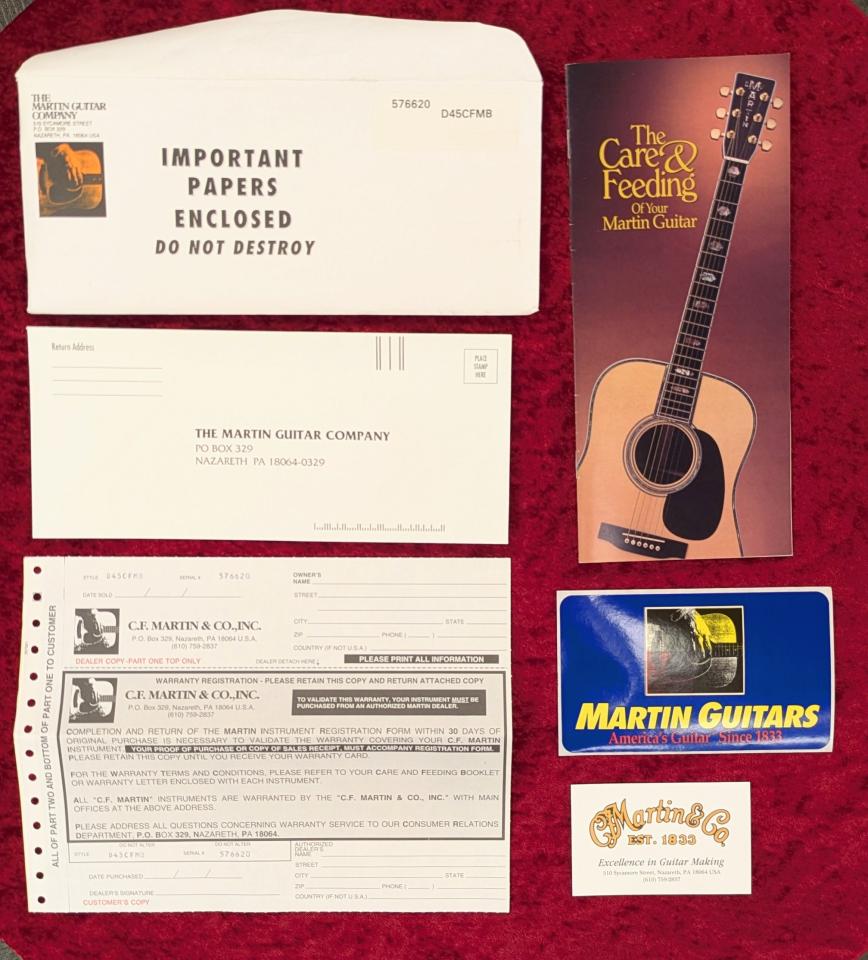 THE
MARTIN GUITAR
COMPANY
510 SYCAMORE STREET
P.O. BOX 329
NAZARETH, PA. 18064 USA
576620
D45CFMB
IMPORTANT
PAPERS
ENCLOSED
DO NOT DESTROY
The
Care &
Feeding
Of Your
Martin Guitar
MARTIN
Return Address
PLACE
STAMP
HERE
THE MARTIN GUITAR COMPANY
PO BOX 329
NAZARETH PA 18064-0329
ALL OF PART TWO AND BOTTOM OF PART ONE TO CUSTOMER
STYLE D45CFMB SERIAL # 576620
DATE SOLD / /
C.F. MARTIN & CO., INC.
P.O. Box 329, Nazareth, PA 18064 U.S.A.
(610) 759-2837
DEALER COPY-PART ONE TOP ONLY
DEALER DETACH HERE
OWNER'S
NAME
STREET
CITY STATE
ZIP PHONE ( )
COUNTRY (IF NOT U.S.A.)
PLEASE PRINT ALL INFORMATION
WARRANTY REGISTRATION - PLEASE RETAIN THIS COPY AND RETURN ATTACHED COPY
C.F. MARTIN & CO., INC.
P.O. Box 329, Nazareth, PA 18064 U.S.A.
(610) 759-2837
TO VALIDATE THIS WARRANTY, YOUR INSTRUMENT MUST BE
PURCHASED FROM AN AUTHORIZED MARTIN DEALER.
COMPLETION AND RETURN OF THE MARTIN INSTRUMENT REGISTRATION FORM WITHIN 30 DAYS OF
ORIGINAL PURCHASE IS NECESSARY TO VALIDATE THE WARRANTY COVERING YOUR C.F. MARTIN
INSTRUMENT. YOUR PROOF OF PURCHASE OR COPY OF SALES RECEIPT, MUST ACCOMPANY REGISTRATION FORM.
PLEASE RETAIN THIS COPY UNTIL YOU RECEIVE YOUR WARRANTY CARD.
FOR THE WARRANTY TERMS AND CONDITIONS, PLEASE REFER TO YOUR CARE AND FEEDING BOOKLET
OR WARRANTY LETTER ENCLOSED WITH EACH INSTRUMENT.
ALL "C.F. MARTIN" INSTRUMENTS ARE WARRANTED BY THE "C.F. MARTIN & CO., INC." WITH MAIN
OFFICES AT THE ABOVE ADDRESS.
PLEASE ADDRESS ALL QUESTIONS CONCERNING WARRANTY SERVICE TO OUR CONSUMER RELATIONS
DEPARTMENT, P.O. BOX 329, NAZARETH, PA 18064.
DO NOT ALTER DO NOT ALTER
STYLE D45CFMB SERIAL # 576620
DATE PURCHASED / /
DEALER'S SIGNATURE
CUSTOMER'S COPY
AUTHORIZED
DEALER'S
NAME
STREET
CITY STATE
ZIP PHONE ( )
COUNTRY (IF NOT U.S.A.)
MARTIN GUITARS
America's Guitar Since 1833
C.F. Martin & Co.
EST. 1833
Excellence in Guitar Making
510 Sycamore Street, Nazareth, PA 18064 USA
(610) 759-2837